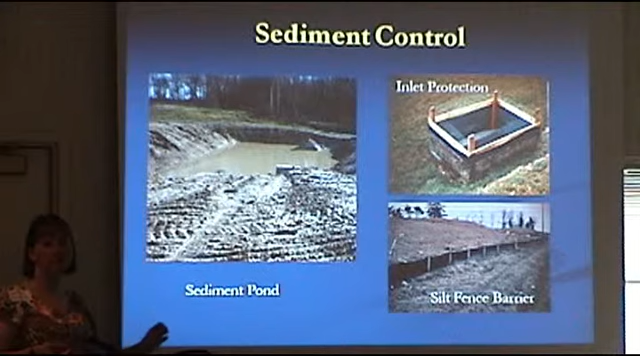 Sediment Control
Inlet Protection
Sediment Pond
Silt Fence Barrier